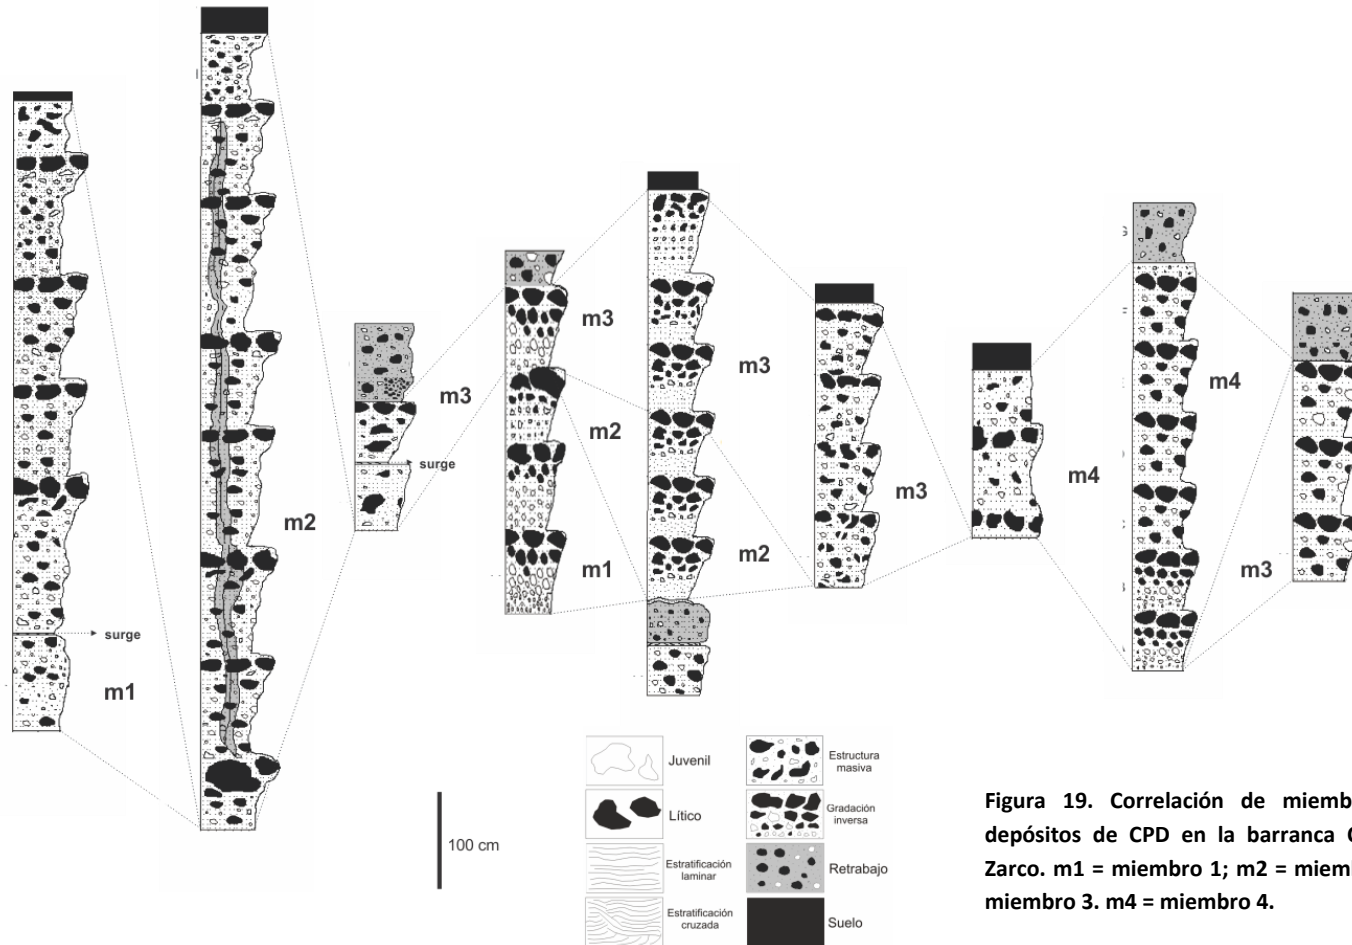 m1
surge
m2
m3
surge
m3
m2
m1
m3
m2
m3
m4
m4
m3
100 cm
Juvenil
Lítico
Estratificación
laminar
Estratificación
cruzada
Estructura
masiva
Gradación
inversa
Retrabajo
Suelo
Figura 19. Correlación de miemb
depósitos de CPD en la barranca
Zarco. m1 = miembro 1; m2 = miemb
miembro 3. m4 = miembro 4.